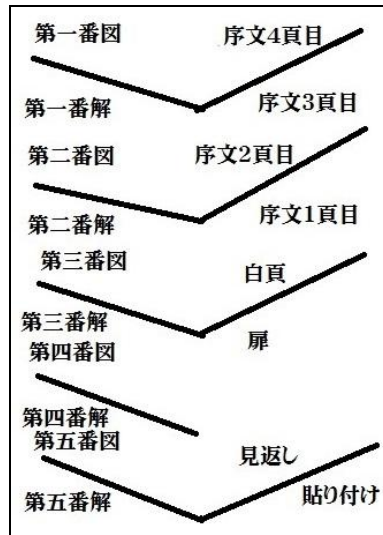 第一番図
序文4頁目
第一番解
序文3頁目
第二番図
序文2頁目
第二番解
序文1頁目
第三番図
白頁
第三番解
扉
第四番図
第四番解
第五番図
見返し
第五番解
貼り付け